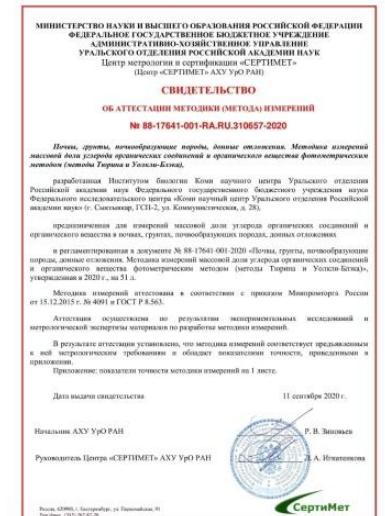 МИНИСТЕРСТВО НАУКИ И ВЫСШЕГО ОБРАЗОВАНИЯ РОССИЙСКОЙ ФЕДЕРАЦИИ
ФЕДЕРАЛЬНОЕ ГОСУДАРСТВЕННОЕ БЮДЖЕТНОЕ УЧРЕЖДЕНИЕ
АДМИНИСТРАТИВНО-ХОЗЯЙСТВЕННОЕ УПРАВЛЕНИЕ
УРАЛЬСКОГО ОТДЕЛЕНИЯ РОССИЙСКОЙ АКАДЕМИИ НАУК
Центр метрологии и сертификации «СЕРТИМЕТ»
(Центр «СЕРТИМЕТ» АХУ УрО РАН)
СВИДЕТЕЛЬСТВО
ОБ АТТЕСТАЦИИ МЕТОДИКИ (МЕТОДА) ИЗМЕРЕНИЙ
№ 88-17641-001-RA.RU.310657-2020
Почвы, грунты, почвообразующие породы, донные отложения. Методика измерений
массовой доли углерода органических соединений и органического вещества фотометрическим
методом (методы Тюрина и Уолкли-Блэка),
разработанная Институтом биологии Коми научного центра Уральского отделения
Российской академии наук Федерального государственного бюджетного учреждения науки
Федерального исследовательского центра «Коми научный центр Уральского отделения Российской
академии наук» (г. Сыктывкар, ГСП-2, ул. Коммунистическая, д. 28),
предназначенная для измерений массовой доли углерода органических соединений и
органического вещества в почвах, грунтах, почвообразующих породах, донных отложениях
и регламентированная в документе № 88-17641-001-2020 «Почвы, грунты, почвообразующие
породы, донные отложения. Методика измерений массовой доли углерода органических соединений
и органического вещества фотометрическим методом (методы Тюрина и Уолкли-Блэка)»,
утвержденная в 2020 г., на 51 л.
Методика измерений аттестована в соответствии с приказом Минпромторга России
от 15.12.2015 г. № 4091 и ГОСТ Р 8.563.
Аттестация осуществлена по результатам экспериментальных исследований и
метрологической экспертизы материалов по разработке методики измерений.
В результате аттестации установлено, что методика измерений соответствует предъявляемым
к ней метрологическим требованиям и обладает показателями точности, приведенными в
приложении.
Приложение: показатели точности методики измерений на 1 листе.
Дата выдачи свидетельства 11 сентября 2020 г.
Начальник АХУ УрО РАН Р. В. Зиновьев
Руководитель Центра «СЕРТИМЕТ» АХУ УрО РАН Л. А. Игнатенкова
Россия, 620990, г. Екатеринбург, ул. Первомайская, 91
СертиМет